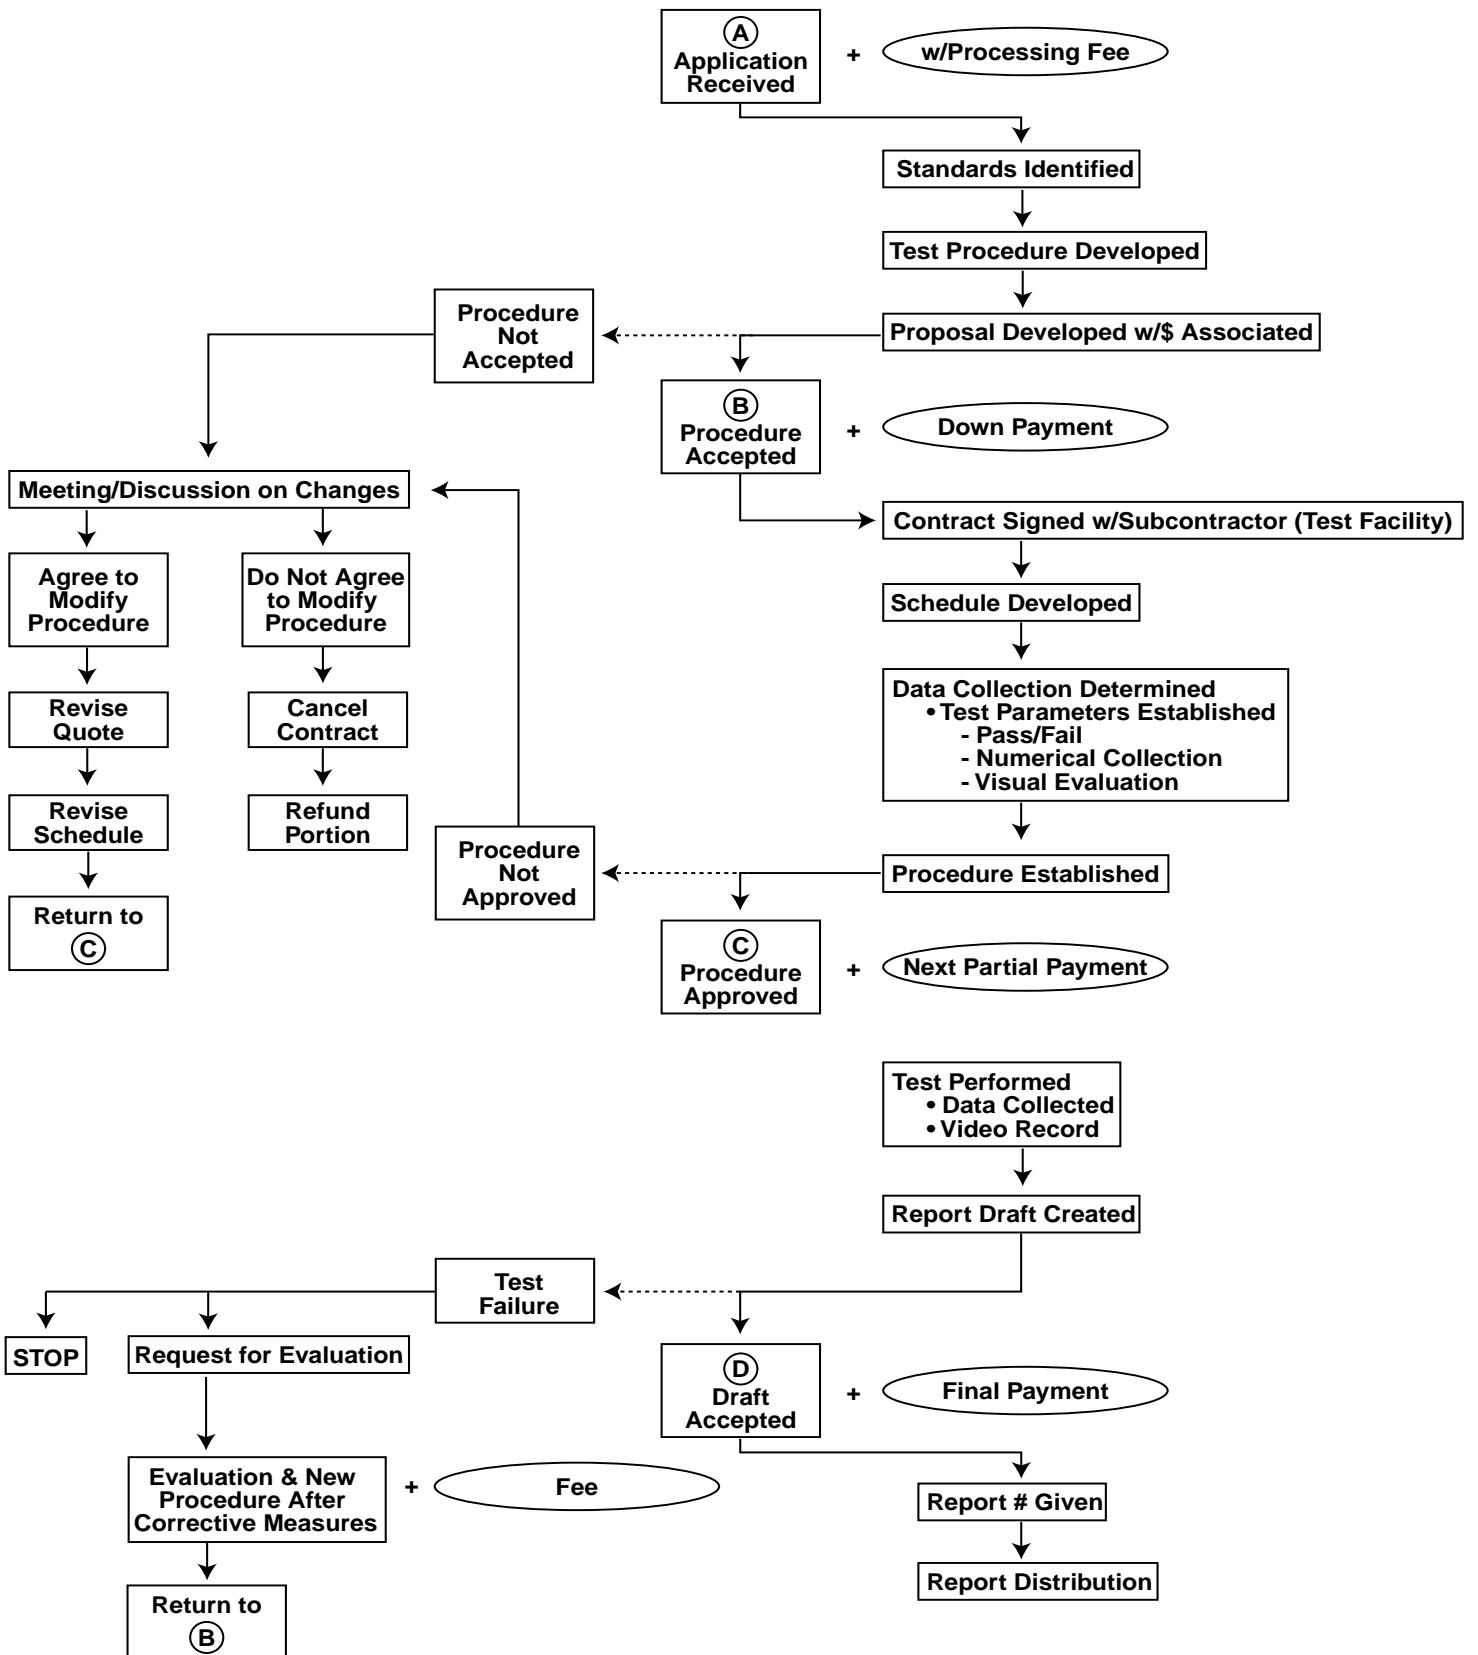 A
Application
Received
+
w/Processing Fee
Standards Identified
Test Procedure Developed
Proposal Developed w/$ Associated
Procedure
Not
Accepted
B
Procedure
Accepted
+
Down Payment
Meeting/Discussion on Changes
Contract Signed w/Subcontractor (Test Facility)
Agree to
Modify
Procedure
Do Not Agree
to Modify
Procedure
Schedule Developed
Revise
Quote
Cancel
Contract
Data Collection Determined
• Test Parameters Established
- Pass/Fail
- Numerical Collection
- Visual Evaluation
Revise
Schedule
Refund
Portion
Procedure
Not
Approved
Procedure Established
Return to
C
C
Procedure
Approved
+
Next Partial Payment
Test Performed
• Data Collected
• Video Record
Report Draft Created
Test
Failure
STOP
Request for Evaluation
D
Draft
Accepted
+
Final Payment
Evaluation & New
Procedure After
Corrective Measures
+
Fee
Report # Given
Report Distribution
Return to
B